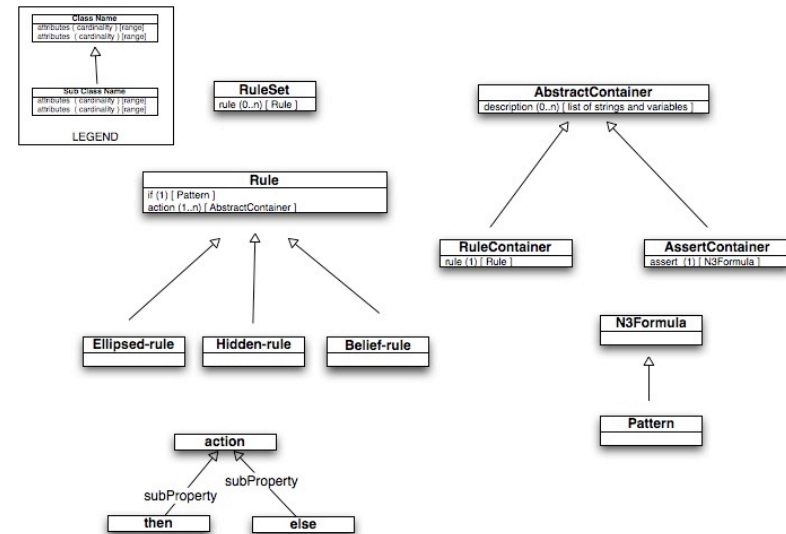 Class Name
attributes ( cardinality ) [range]
attributes ( cardinality ) [range]
Sub Class Name
attributes ( cardinality ) [range]
attributes ( cardinality ) [range]
LEGEND
RuleSet
rule (0..n) [ Rule ]
AbstractContainer
description (0..n) [ list of strings and variables ]
Rule
if (1) [ Pattern ]
action (1..n) [ AbstractContainer ]
RuleContainer
rule (1) [ Rule ]
AssertContainer
assert (1) [ N3Formula ]
Ellipsed-rule
Hidden-rule
Belief-rule
N3Formula
Pattern
action
subProperty
subProperty
then
else